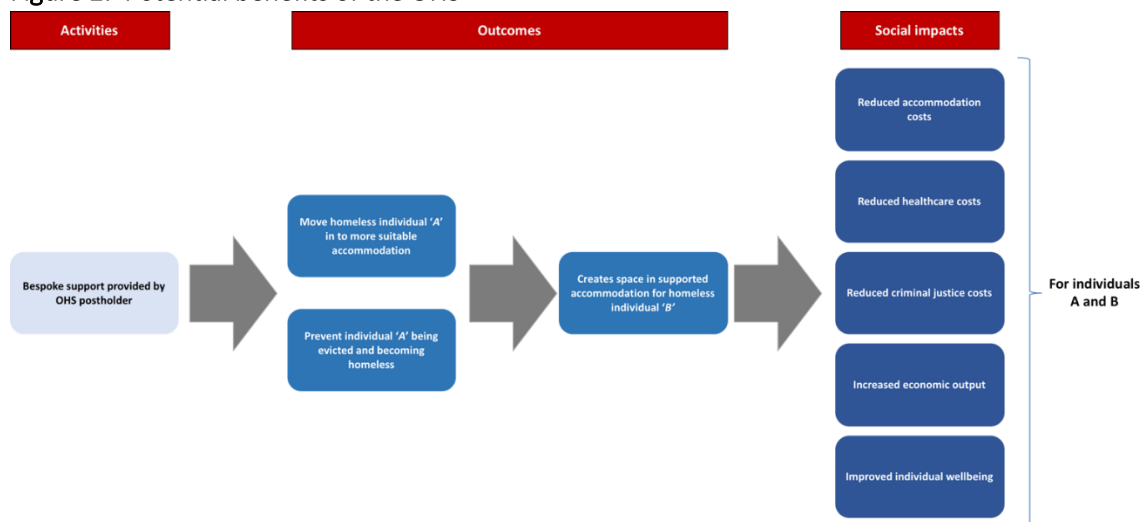 Activities
Outcomes
Social impacts
Bespoke support provided by
OHS postholder
Move homeless individual ‘A’
in to more suitable
accommodation
Prevent individual ‘A’ being
evicted and becoming
homeless
Creates space in supported
accommodation for homeless
individual ‘B’
Reduced accommodation
costs
Reduced healthcare costs
Reduced criminal justice costs
Increased economic output
Improved individual wellbeing
For individuals
A and B